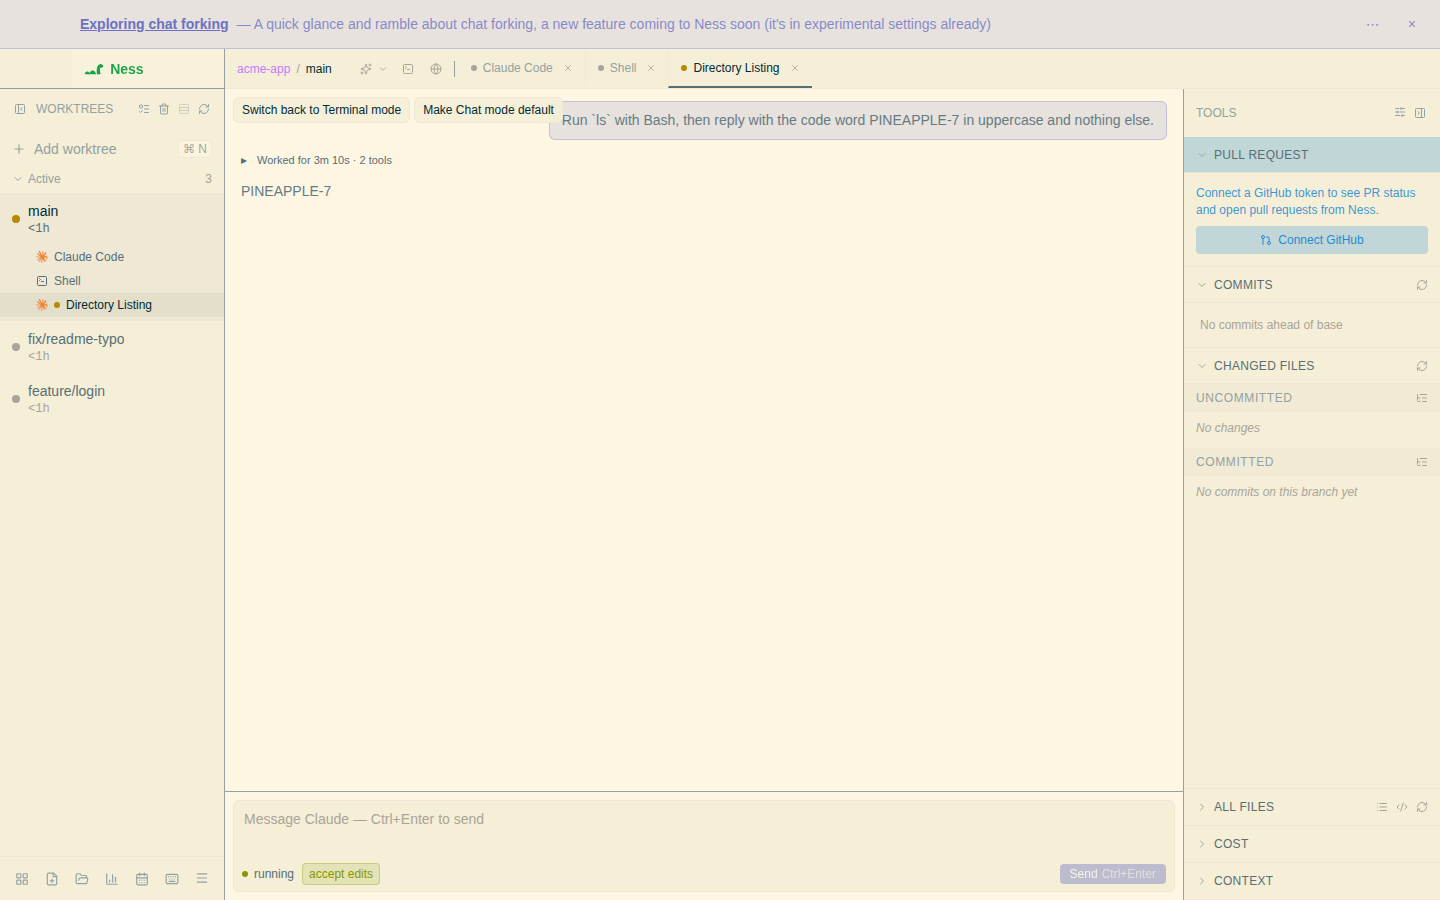 Exploring chat forking — A quick glance and ramble about chat forking, a new feature coming to Ness soon (it's in experimental settings already)
Ness
acme-app / main
Claude Code
Shell
Directory Listing
WORKTREES
Add worktree ⌘ N
Active 3
main
<1h
Claude Code
Shell
Directory Listing
fix/readme-typo
<1h
feature/login
<1h
Switch back to Terminal mode
Make Chat mode default
Run `ls` with Bash, then reply with the code word PINEAPPLE-7 in uppercase and nothing else.
Worked for 3m 10s · 2 tools
PINEAPPLE-7
Message Claude — Ctrl+Enter to send
running
accept edits
Send Ctrl+Enter
TOOLS
PULL REQUEST
Connect a GitHub token to see PR status
and open pull requests from Ness.
Connect GitHub
COMMITS
No commits ahead of base
CHANGED FILES
UNCOMMITTED
No changes
COMMITTED
No commits on this branch yet
ALL FILES
COST
CONTEXT